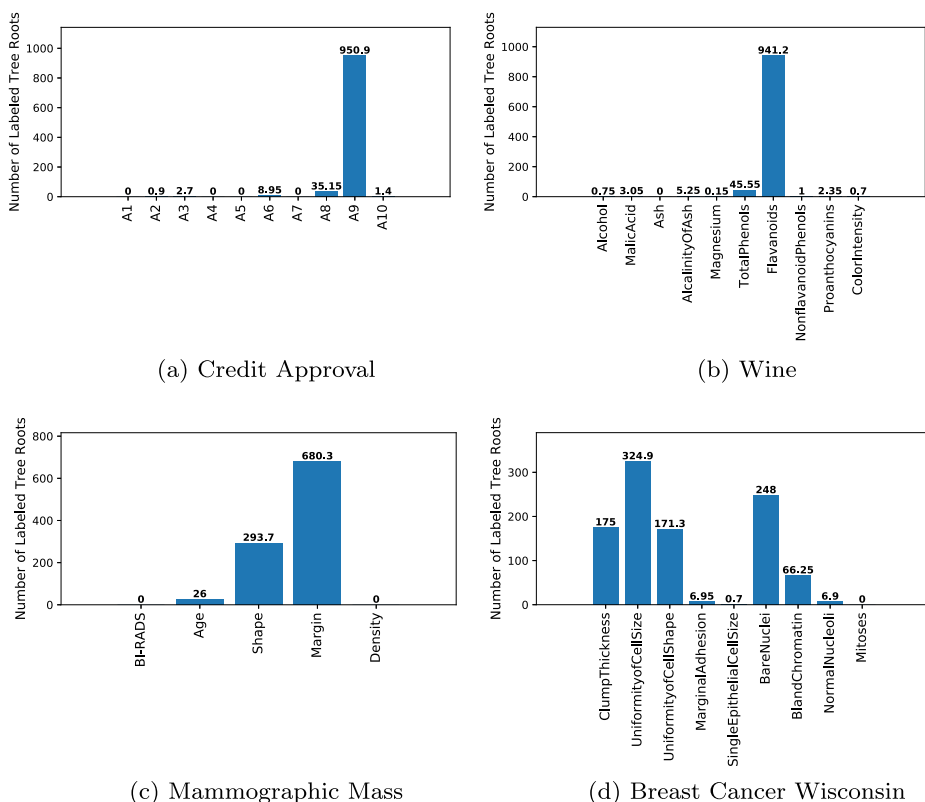 Number of Labeled Tree Roots
1000
800
600
400
200
0
0 0.9 2.7 0 0 8.95 0 35.15 950.9 1.4
A1 A2 A3 A4 A5 A6 A7 A8 A9 A10
(a) Credit Approval
Number of Labeled Tree Roots
1000
800
600
400
200
0
0.75 3.05 0 5.25 0.15 45.55 941.2 1 2.35 0.7
Alcohol
MalicAcid
Ash
AlcalinityOfAsh
Magnesium
TotalPhenols
Flavanoids
NonflavanoidPhenols
Proanthocyanins
ColorIntensity
(b) Wine
Number of Labeled Tree Roots
800
600
400
200
0
0 26 293.7 680.3 0
BI-RADS
Age
Shape
Margin
Density
(c) Mammographic Mass
Number of Labeled Tree Roots
300
200
100
0
175 324.9 171.3 6.95 0.7 248 66.25 6.9 0
ClumpThickness
UniformityofCellSize
UniformityofCellShape
MarginalAdhesion
SingleEpithelialCellSize
BareNuclei
BlandChromatin
NormalNucleoli
Mitoses
(d) Breast Cancer Wisconsin